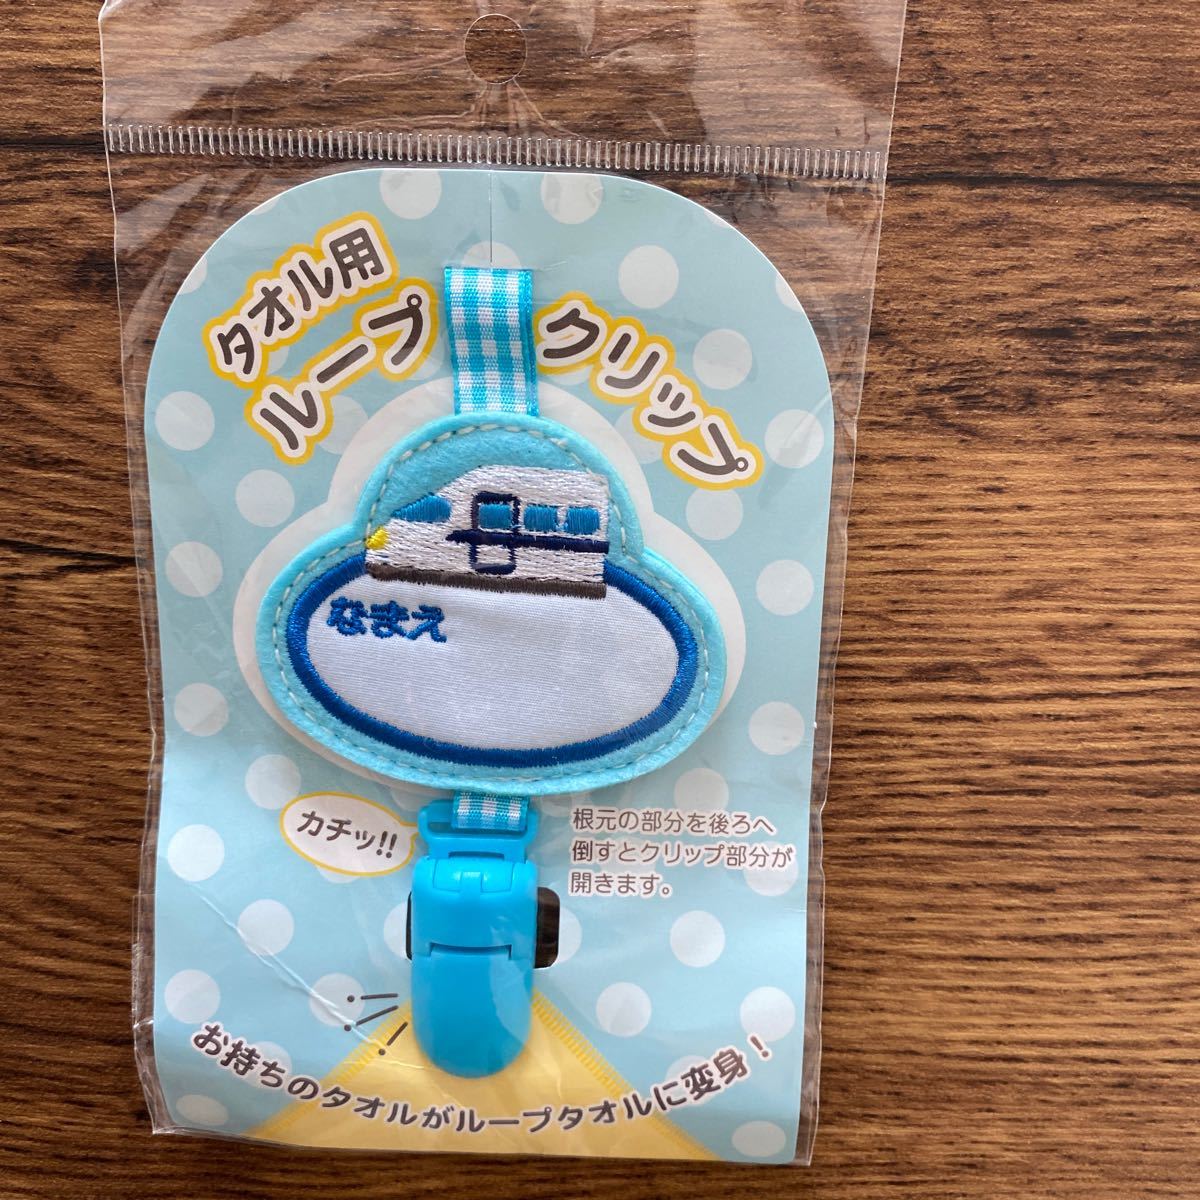 タオル用
ループ
クリップ
なまえ
カチッ!!
根元の部分を後ろへ
倒すとクリップ部分が
開きます。
お持ちのタオルがループタオルに変身！